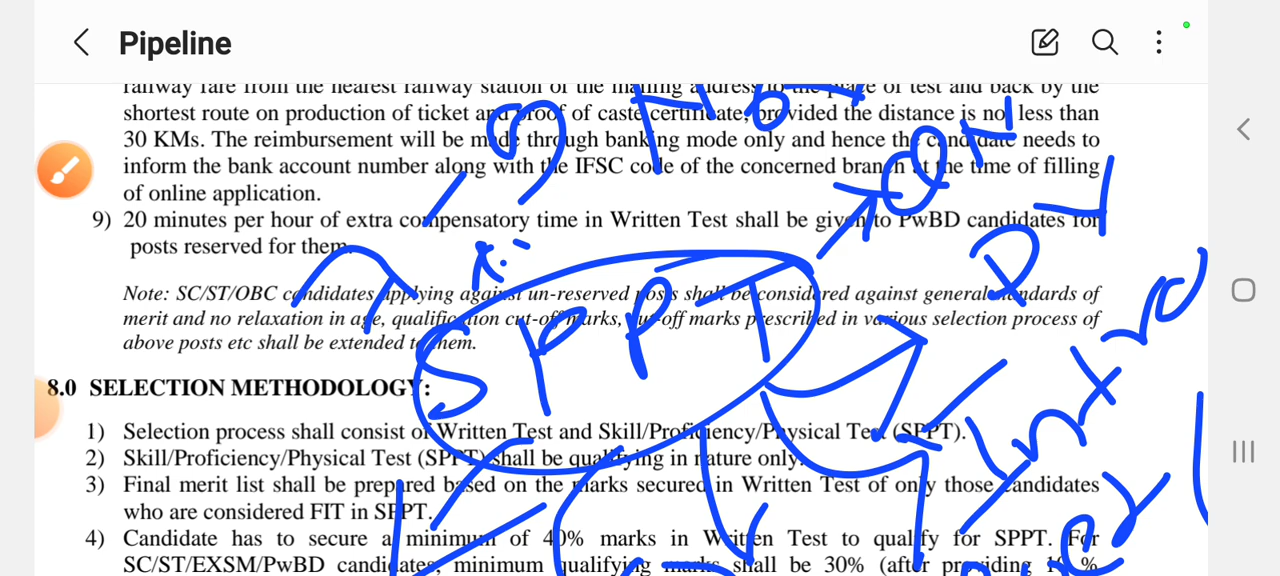 Pipeline
railway fare from the nearest railway station of the mailing address to the place of test and back by the
shortest route on production of ticket and proof of caste certificate, provided the distance is not less than
30 KMs. The reimbursement will be made through banking mode only and hence the candidate needs to
inform the bank account number along with the IFSC code of the concerned branch at the time of filling
of online application.
9) 20 minutes per hour of extra compensatory time in Written Test shall be given to PwBD candidates for
posts reserved for them.
Note: SC/ST/OBC candidates applying against un-reserved posts shall be considered against general standards of
merit and no relaxation in age, qualification cut-off marks, cut-off marks prescribed in various selection process of
above posts etc shall be extended to them.
SPPT
8.0 SELECTION METHODOLOGY:
1) Selection process shall consist of Written Test and Skill/Proficiency/Physical Test (SPPT).
2) Skill/Proficiency/Physical Test (SPPT) shall be qualifying in nature only.
3) Final merit list shall be prepared based on the marks secured in Written Test of only those candidates
who are considered FIT in SPPT.
4) Candidate has to secure a minimum of 40% marks in Written Test to qualify for SPPT. For
SC/ST/EXSM/PwBD candidates, minimum qualifying marks shall be 30% (after providing